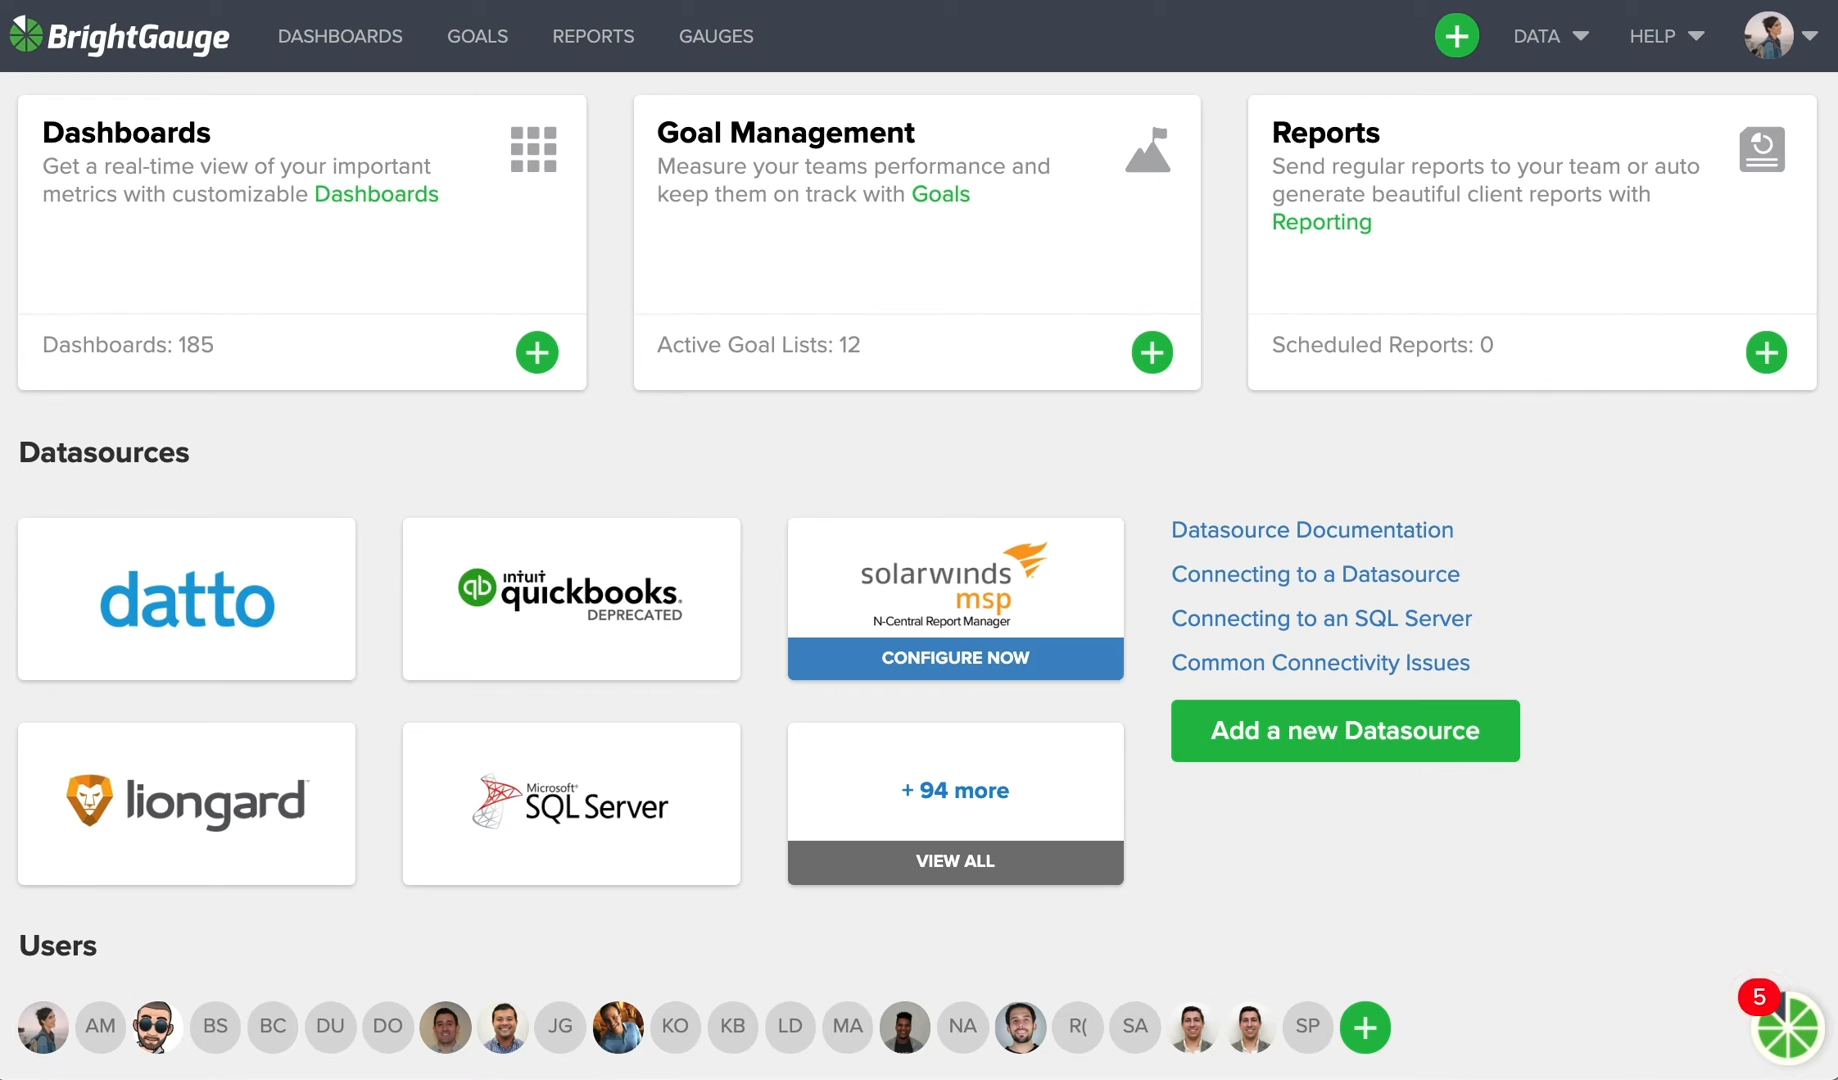 BrightGauge
DASHBOARDS
GOALS
REPORTS
GAUGES
DATA
HELP
Dashboards
Get a real-time view of your important
metrics with customizable Dashboards
Dashboards: 185
Goal Management
Measure your teams performance and
keep them on track with Goals
Active Goal Lists: 12
Reports
Send regular reports to your team or auto
generate beautiful client reports with
Reporting
Scheduled Reports: 0
Datasources
datto
qb
intuit
quickbooks.
DEPRECATED
solarwinds
msp
N-Central Report Manager
CONFIGURE NOW
Datasource Documentation
Connecting to a Datasource
Connecting to an SQL Server
Common Connectivity Issues
Add a new Datasource
liongard
Microsoft®
SQL Server
+ 94 more
VIEW ALL
Users
AM
BS
BC
DU
DO
JG
KO
KB
LD
MA
NA
R(
SA
SP
5